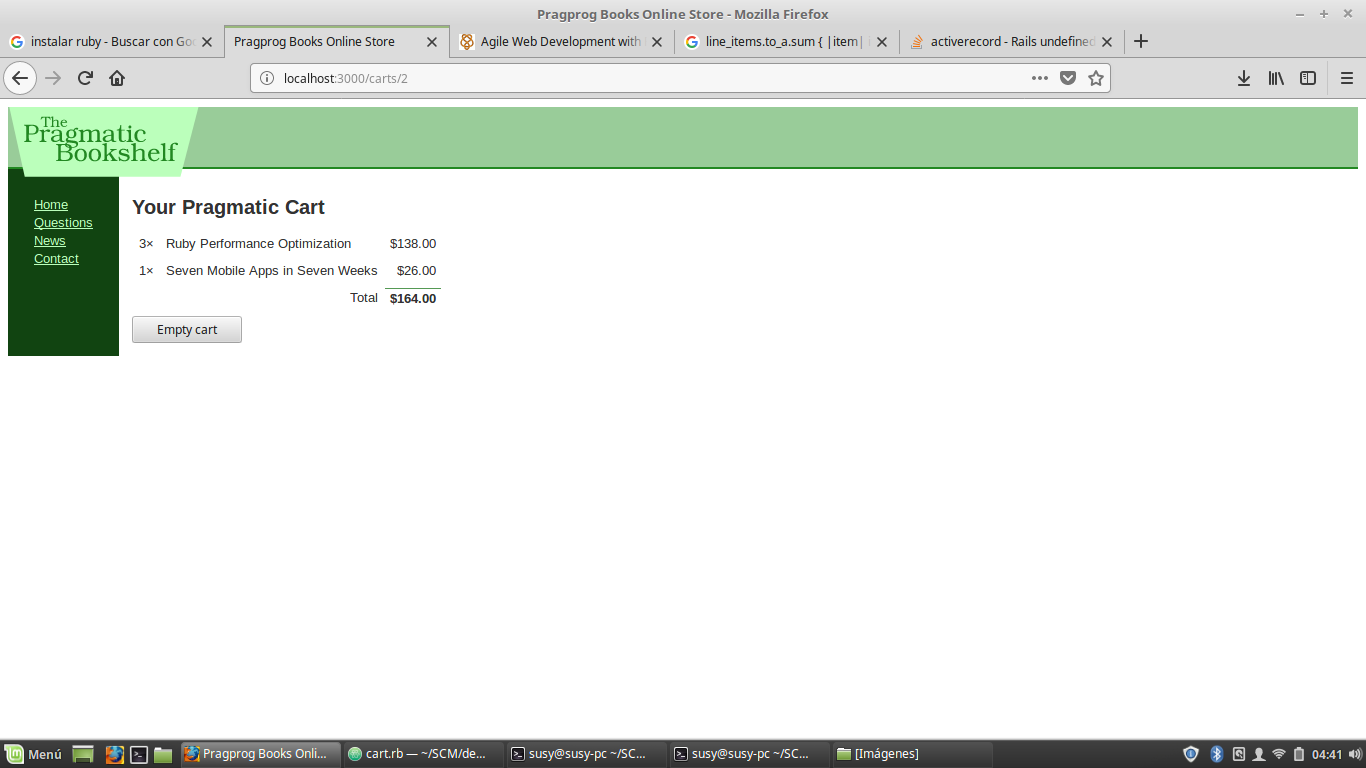 Pragprog Books Online Store - Mozilla Firefox
instalar ruby - Buscar con Go
Pragprog Books Online Store
Agile Web Development with
line_items.to_a.sum { |item|
activerecord - Rails undefined
localhost:3000/carts/2
The
Pragmatic
Bookshelf
Home
Questions
News
Contact
Your Pragmatic Cart
3× Ruby Performance Optimization $138.00
1× Seven Mobile Apps in Seven Weeks $26.00
Total $164.00
Empty cart
Menú
Pragprog Books Onli...
cart.rb — ~/SCM/de...
susy@susy-pc ~/SC...
susy@susy-pc ~/SC...
[Imágenes]
04:41